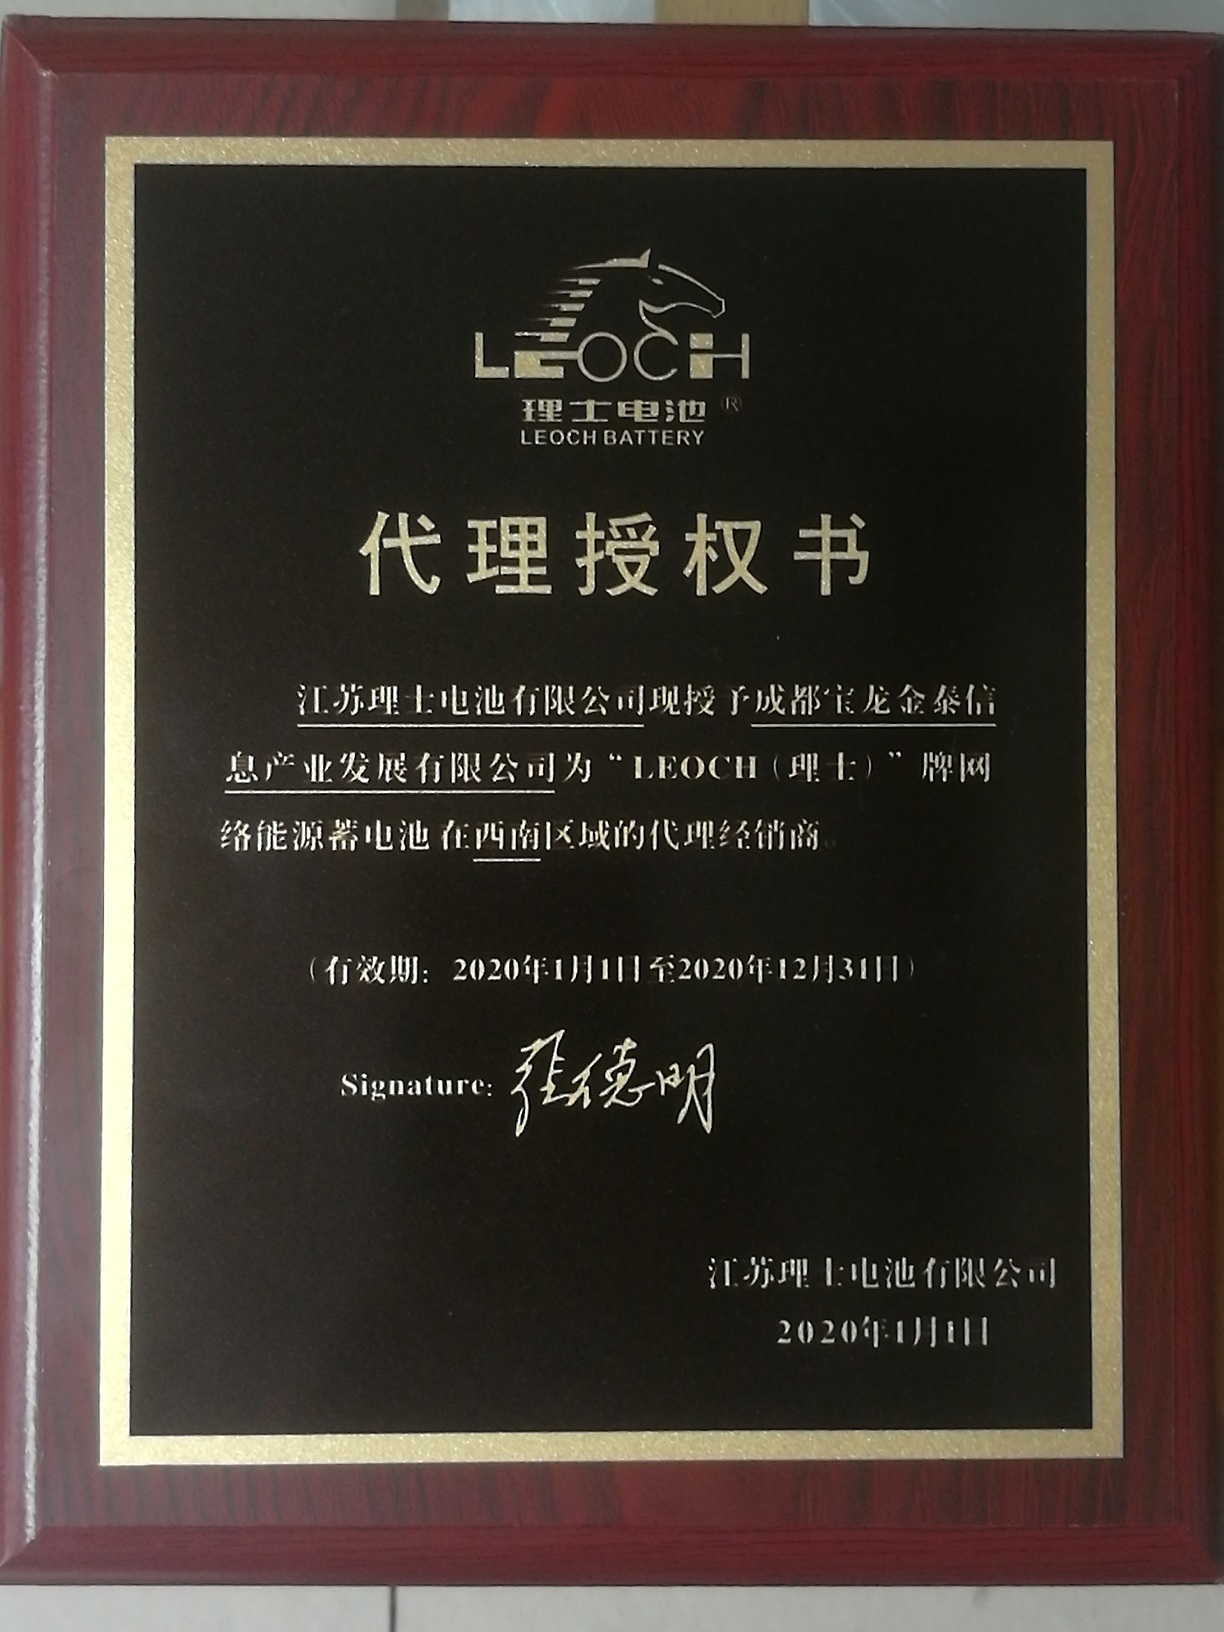 LEOCH
理士电池®
LEOCH BATTERY
代理授权书
江苏理士电池有限公司现授予成都宝龙金泰信
息产业发展有限公司为“LEOCH(理士)”牌网
络能源蓄电池在西南区域的代理经销商。
(有效期:2020年1月1日至2020年12月31日)
Signature: 张德明
江苏理士电池有限公司
2020年1月1日